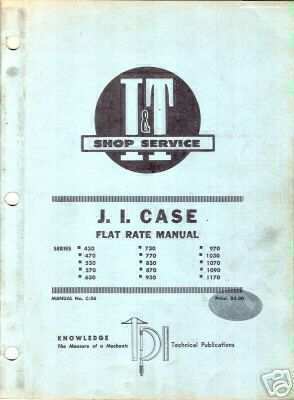 I&T
SHOP SERVICE
J. I. CASE
FLAT RATE MANUAL
SERIES 430 730 970
470 770 1030
530 830 1070
570 870 1090
630 930 1170
MANUAL No. C-26 Price, $4.00
KNOWLEDGE
The Measure of a Mechanic
TPI
Technical Publications